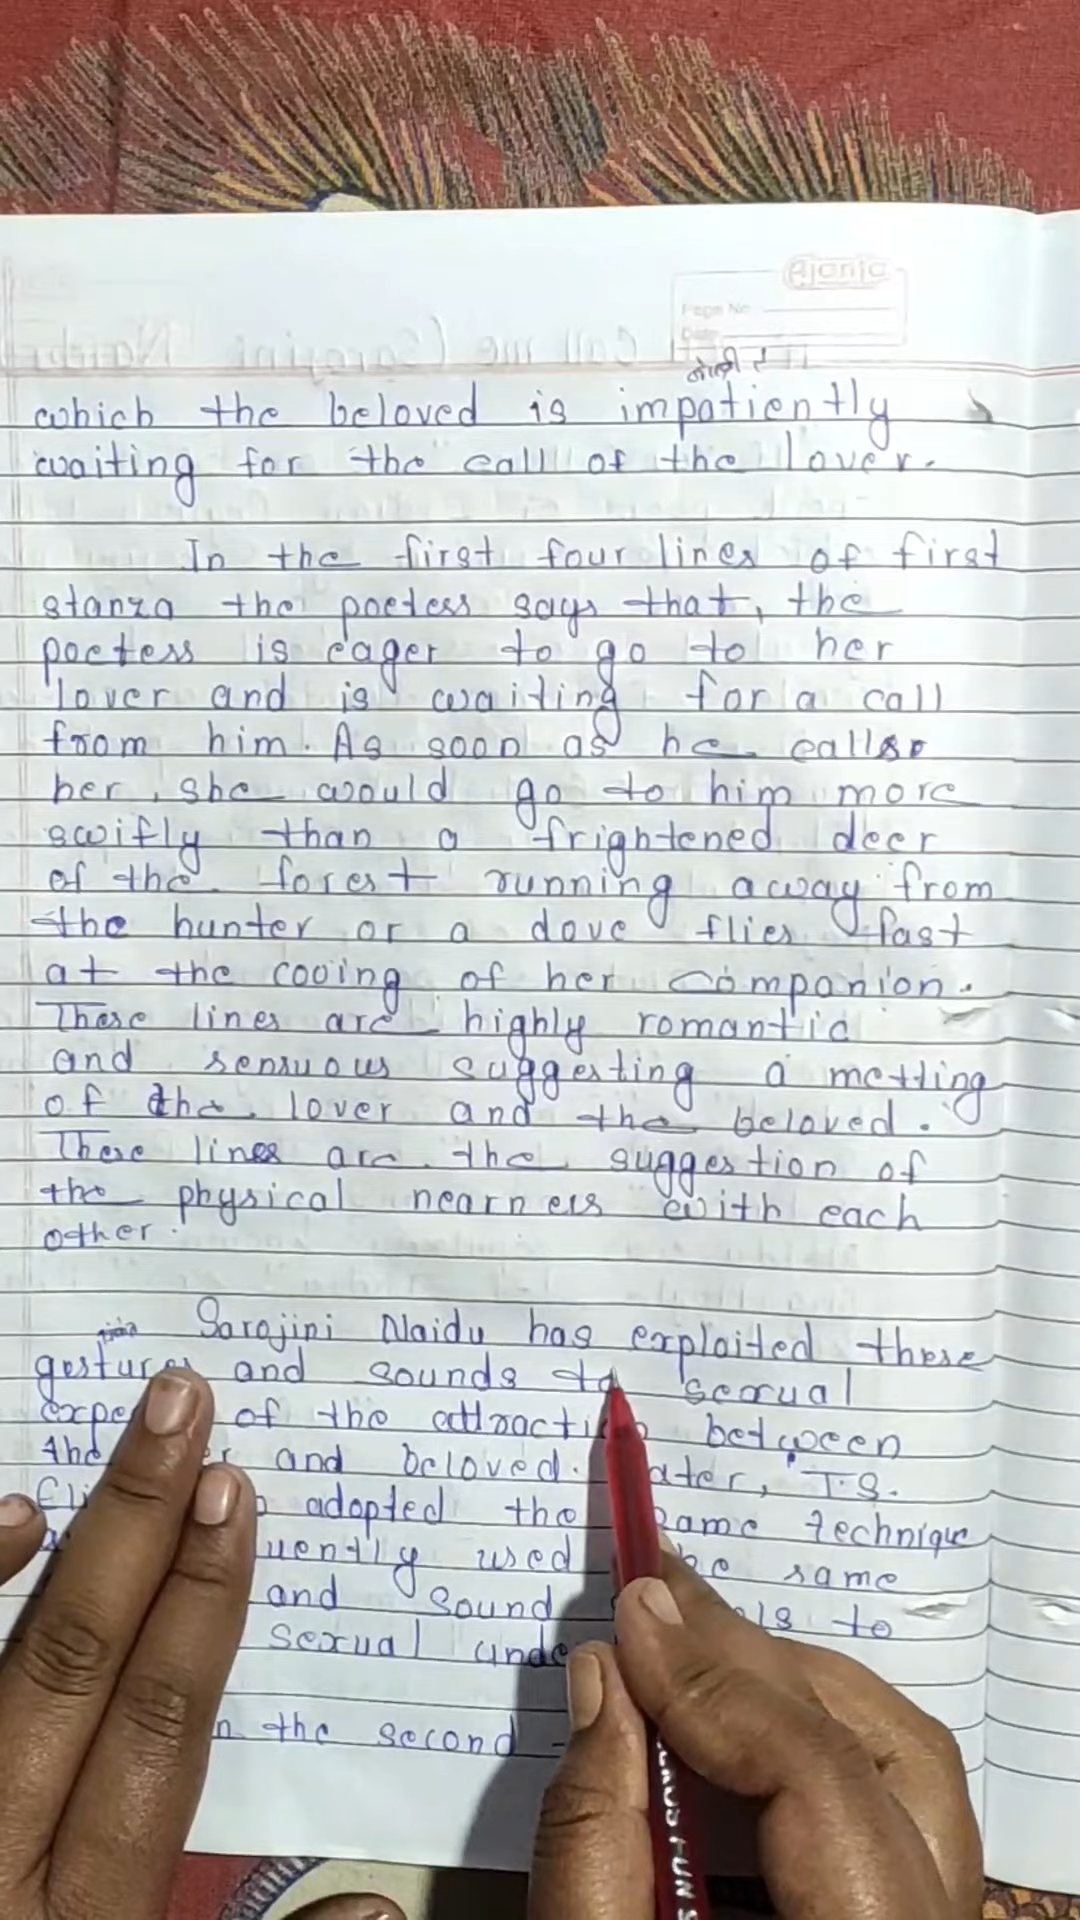 Ajanta
Page No.
Date
which the beloved is impatiently
waiting for the call of the lover.
In the first four lines of first
stanza the poetess says that, the
poetess is eager to go to her
lover and is waiting for a call
from him. As soon as he calls
her, she would go to him more
swifly than a frightened deer
of the forest running away from
the hunter or a dove flies fast
at the cooing of her companion.
These lines are highly romantic
and sensuous suggesting a metting
of the lover and the beloved.
These lines are the suggestion of
the physical nearness with each
other.
Sarojini Naidu has exploited these
gestures and sounds to sexual
of the attraction between
and beloved. T.S.
adopted the same technique
used same
and sound to
sexual
the second